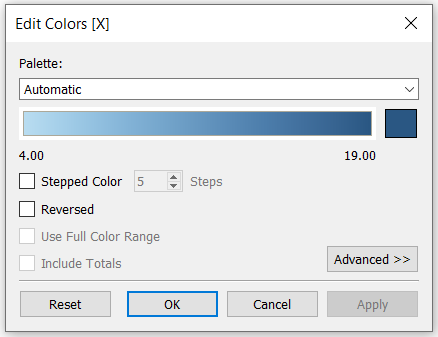 Edit Colors [X]
Palette:
Automatic
4.00 19.00
Stepped Color 5 Steps
Reversed
Use Full Color Range
Include Totals
Advanced >>
Reset OK Cancel Apply